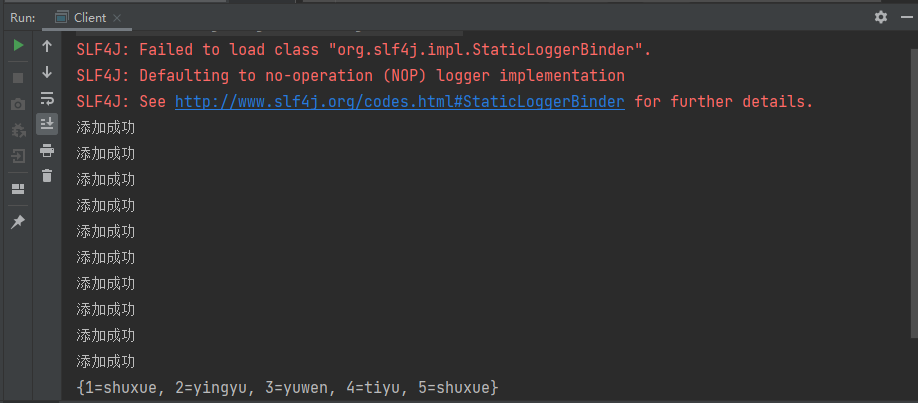 Run: Client
SLF4J: Failed to load class "org.slf4j.impl.StaticLoggerBinder".
SLF4J: Defaulting to no-operation (NOP) logger implementation
SLF4J: See http://www.slf4j.org/codes.html#StaticLoggerBinder for further details.
添加成功
添加成功
添加成功
添加成功
添加成功
添加成功
添加成功
添加成功
添加成功
添加成功
{1=shuxue, 2=yingyu, 3=yuwen, 4=tiyu, 5=shuxue}